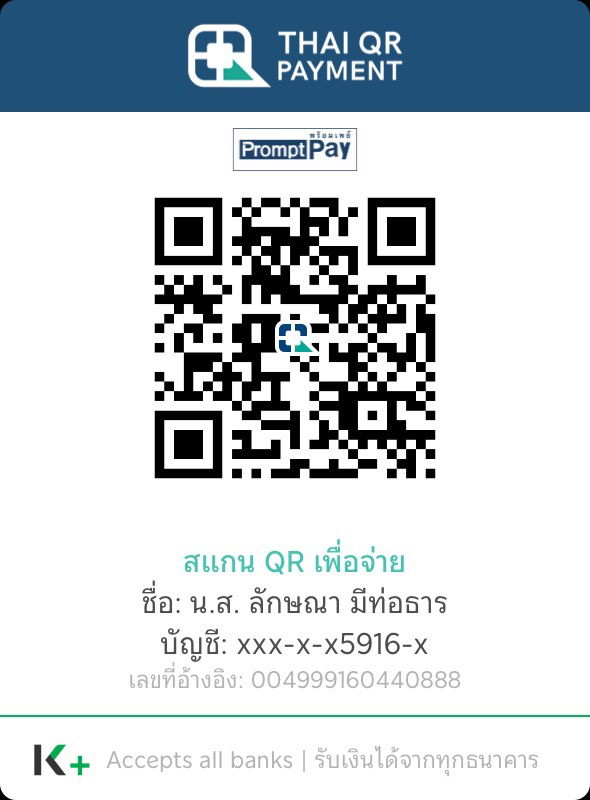 THAI QR
PAYMENT
พร้อมเพย์
PromptPay
สแกน QR เพื่อจ่าย
ชื่อ: น.ส. ลักษณา มีท่อธาร
บัญชี: xxx-x-x5916-x
เลขที่อ้างอิง: 004999160440888
K+ Accepts all banks | รับเงินได้จากทุกธนาคาร